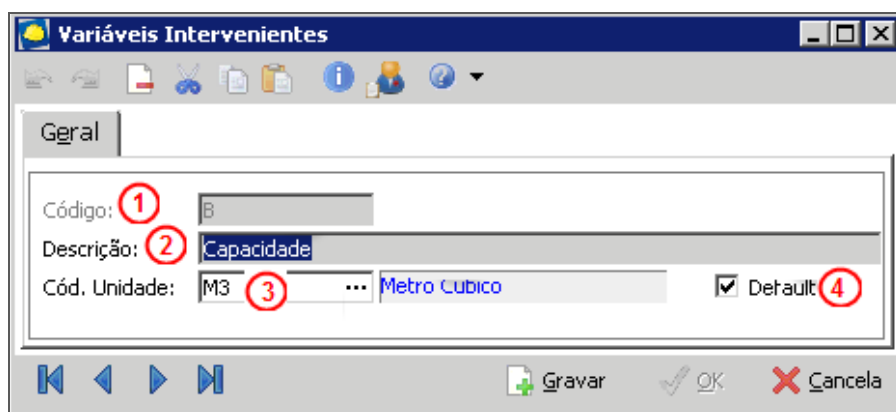 Variáveis Intervenientes
Geral
Código: 1 B
Descrição: 2 Capacidade
Cód. Unidade: M3 3 ... Metro Cubico Default 4
Gravar OK Cancela